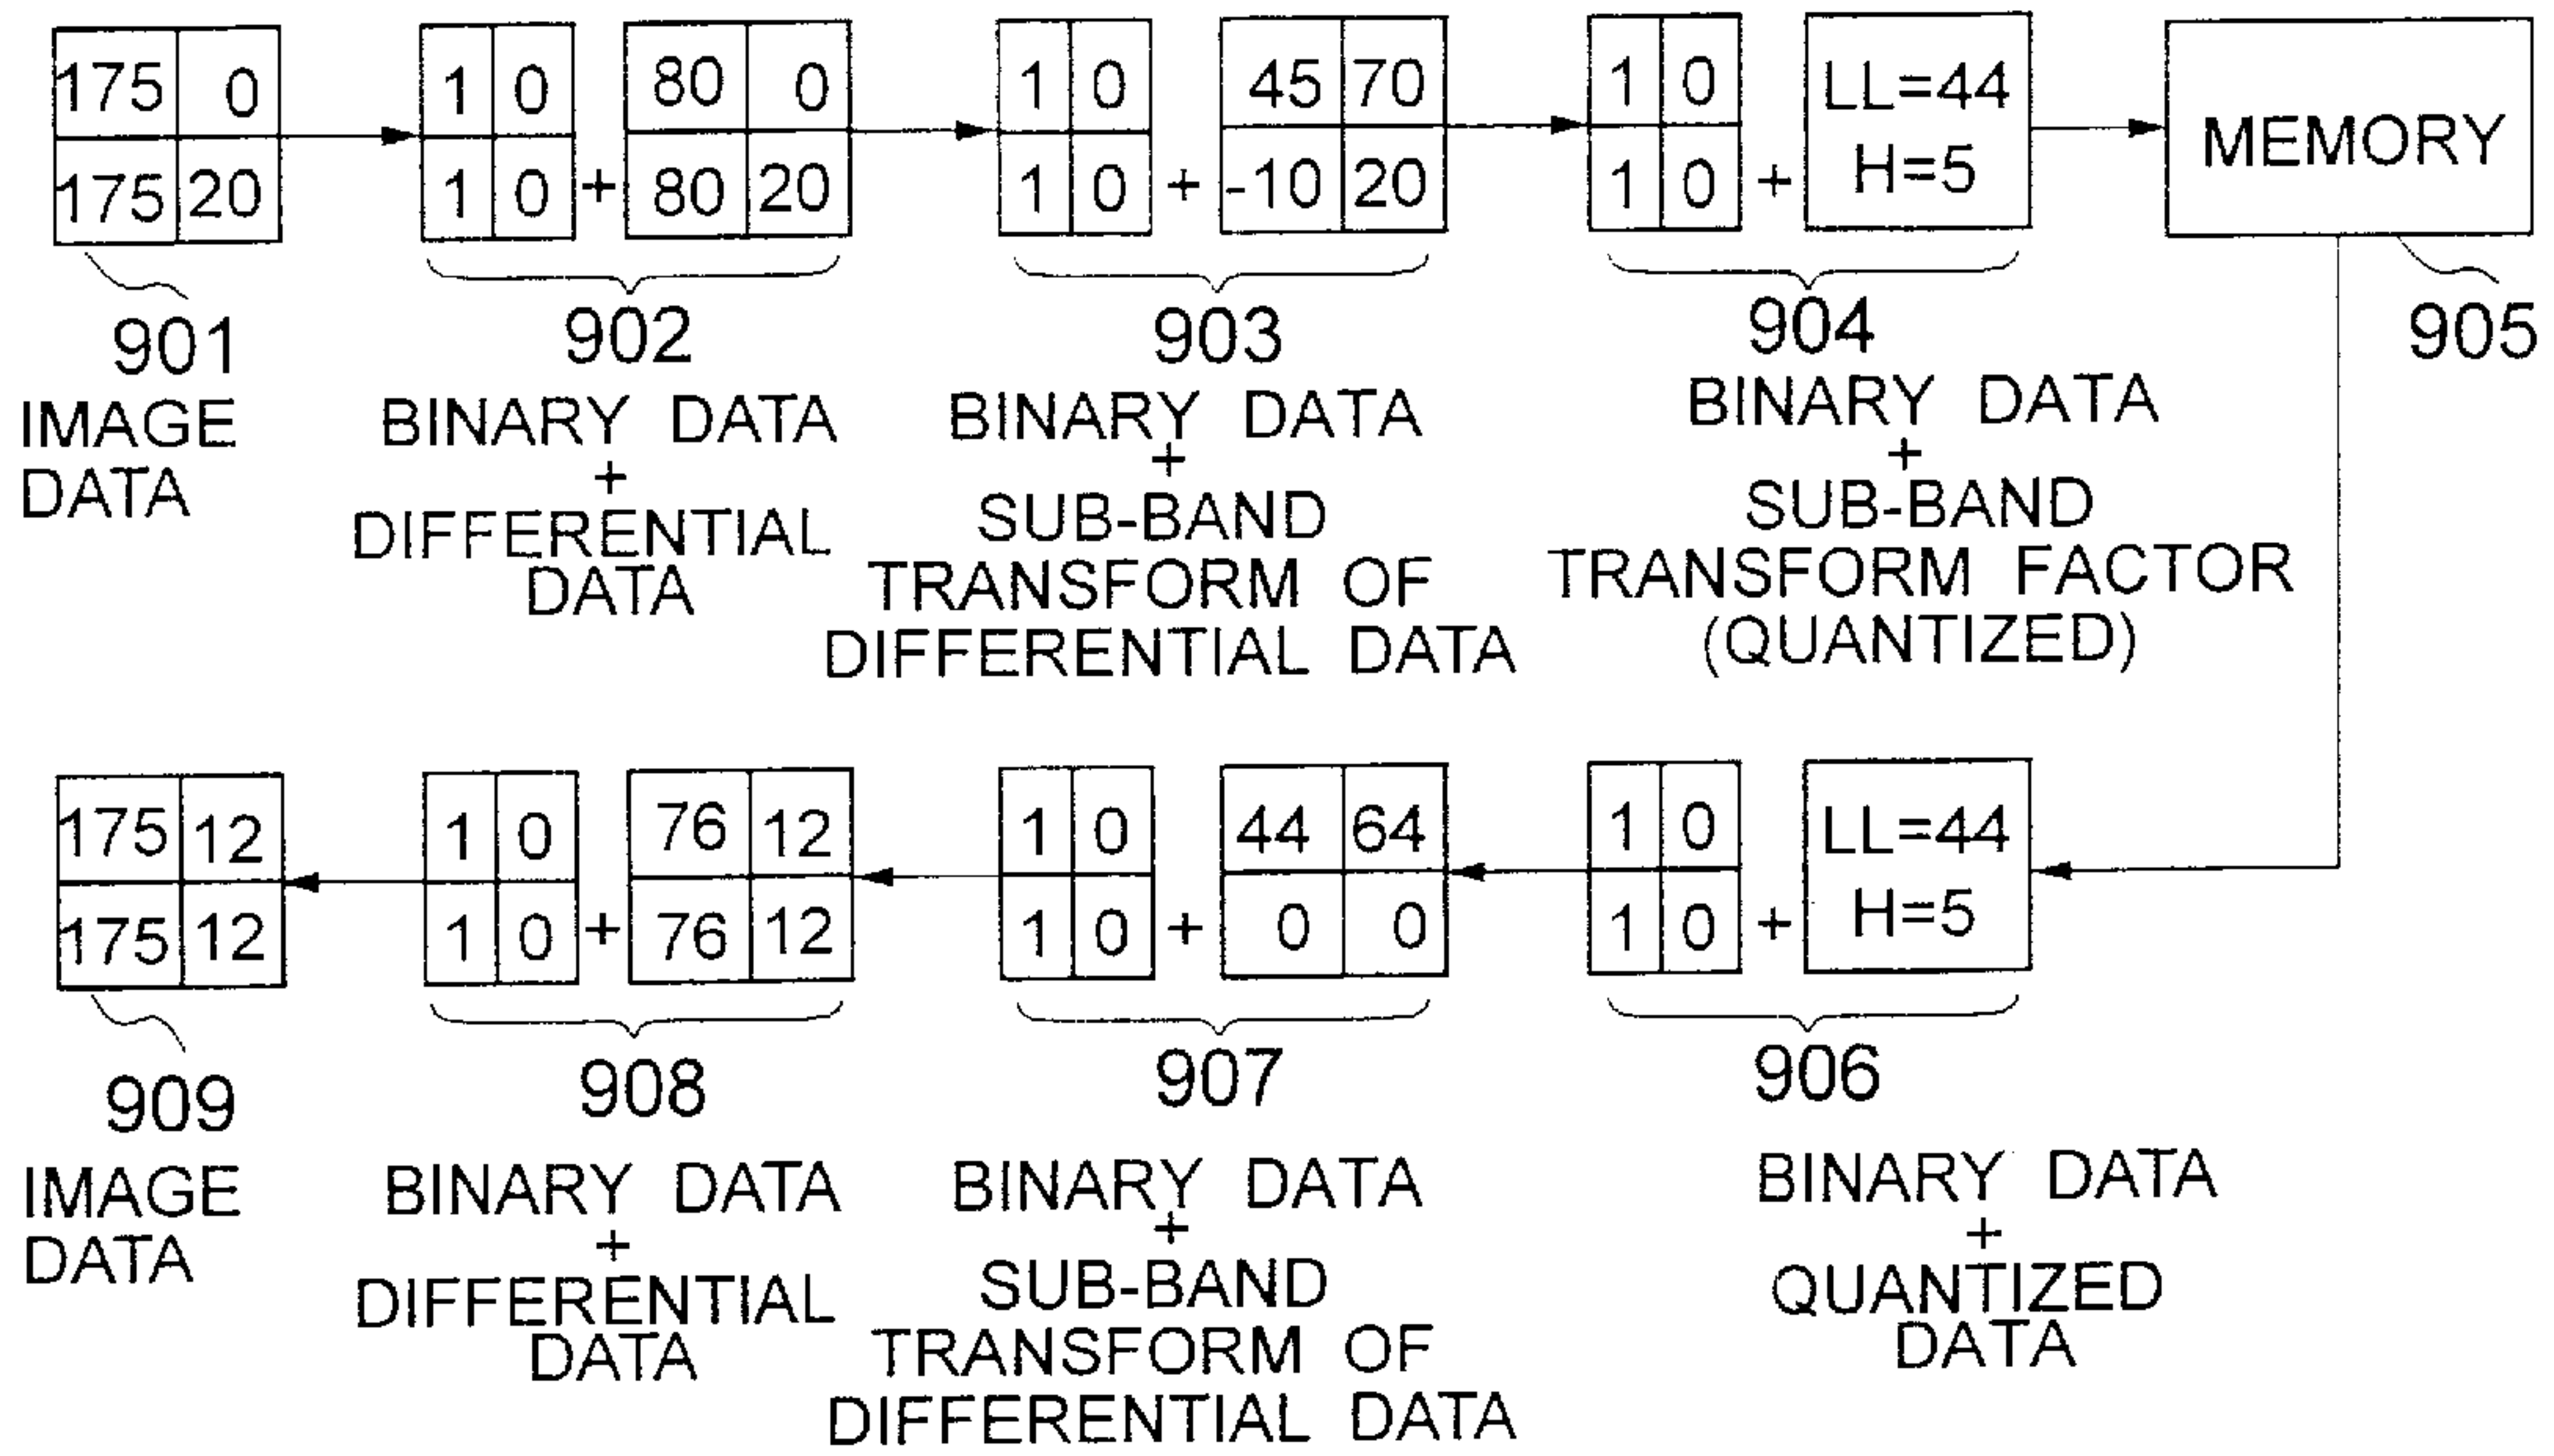 175 0 1 0 80 0 1 0 45 70 1 0 LL=44
175 20 1 0 + 80 20 1 0 + -10 20 1 0 + H=5
MEMORY
901 902 903 904 905
IMAGE
DATA
BINARY DATA
+
DIFFERENTIAL
DATA
BINARY DATA
+
SUB-BAND
TRANSFORM OF
DIFFERENTIAL DATA
BINARY DATA
+
SUB-BAND
TRANSFORM FACTOR
(QUANTIZED)
175 12 1 0 76 12 1 0 44 64 1 0 LL=44
175 12 1 0 + 76 12 1 0 + 0 0 1 0 + H=5
909 908 907 906
IMAGE
DATA
BINARY DATA
+
DIFFERENTIAL
DATA
BINARY DATA
+
SUB-BAND
TRANSFORM OF
DIFFERENTIAL DATA
BINARY DATA
+
QUANTIZED
DATA